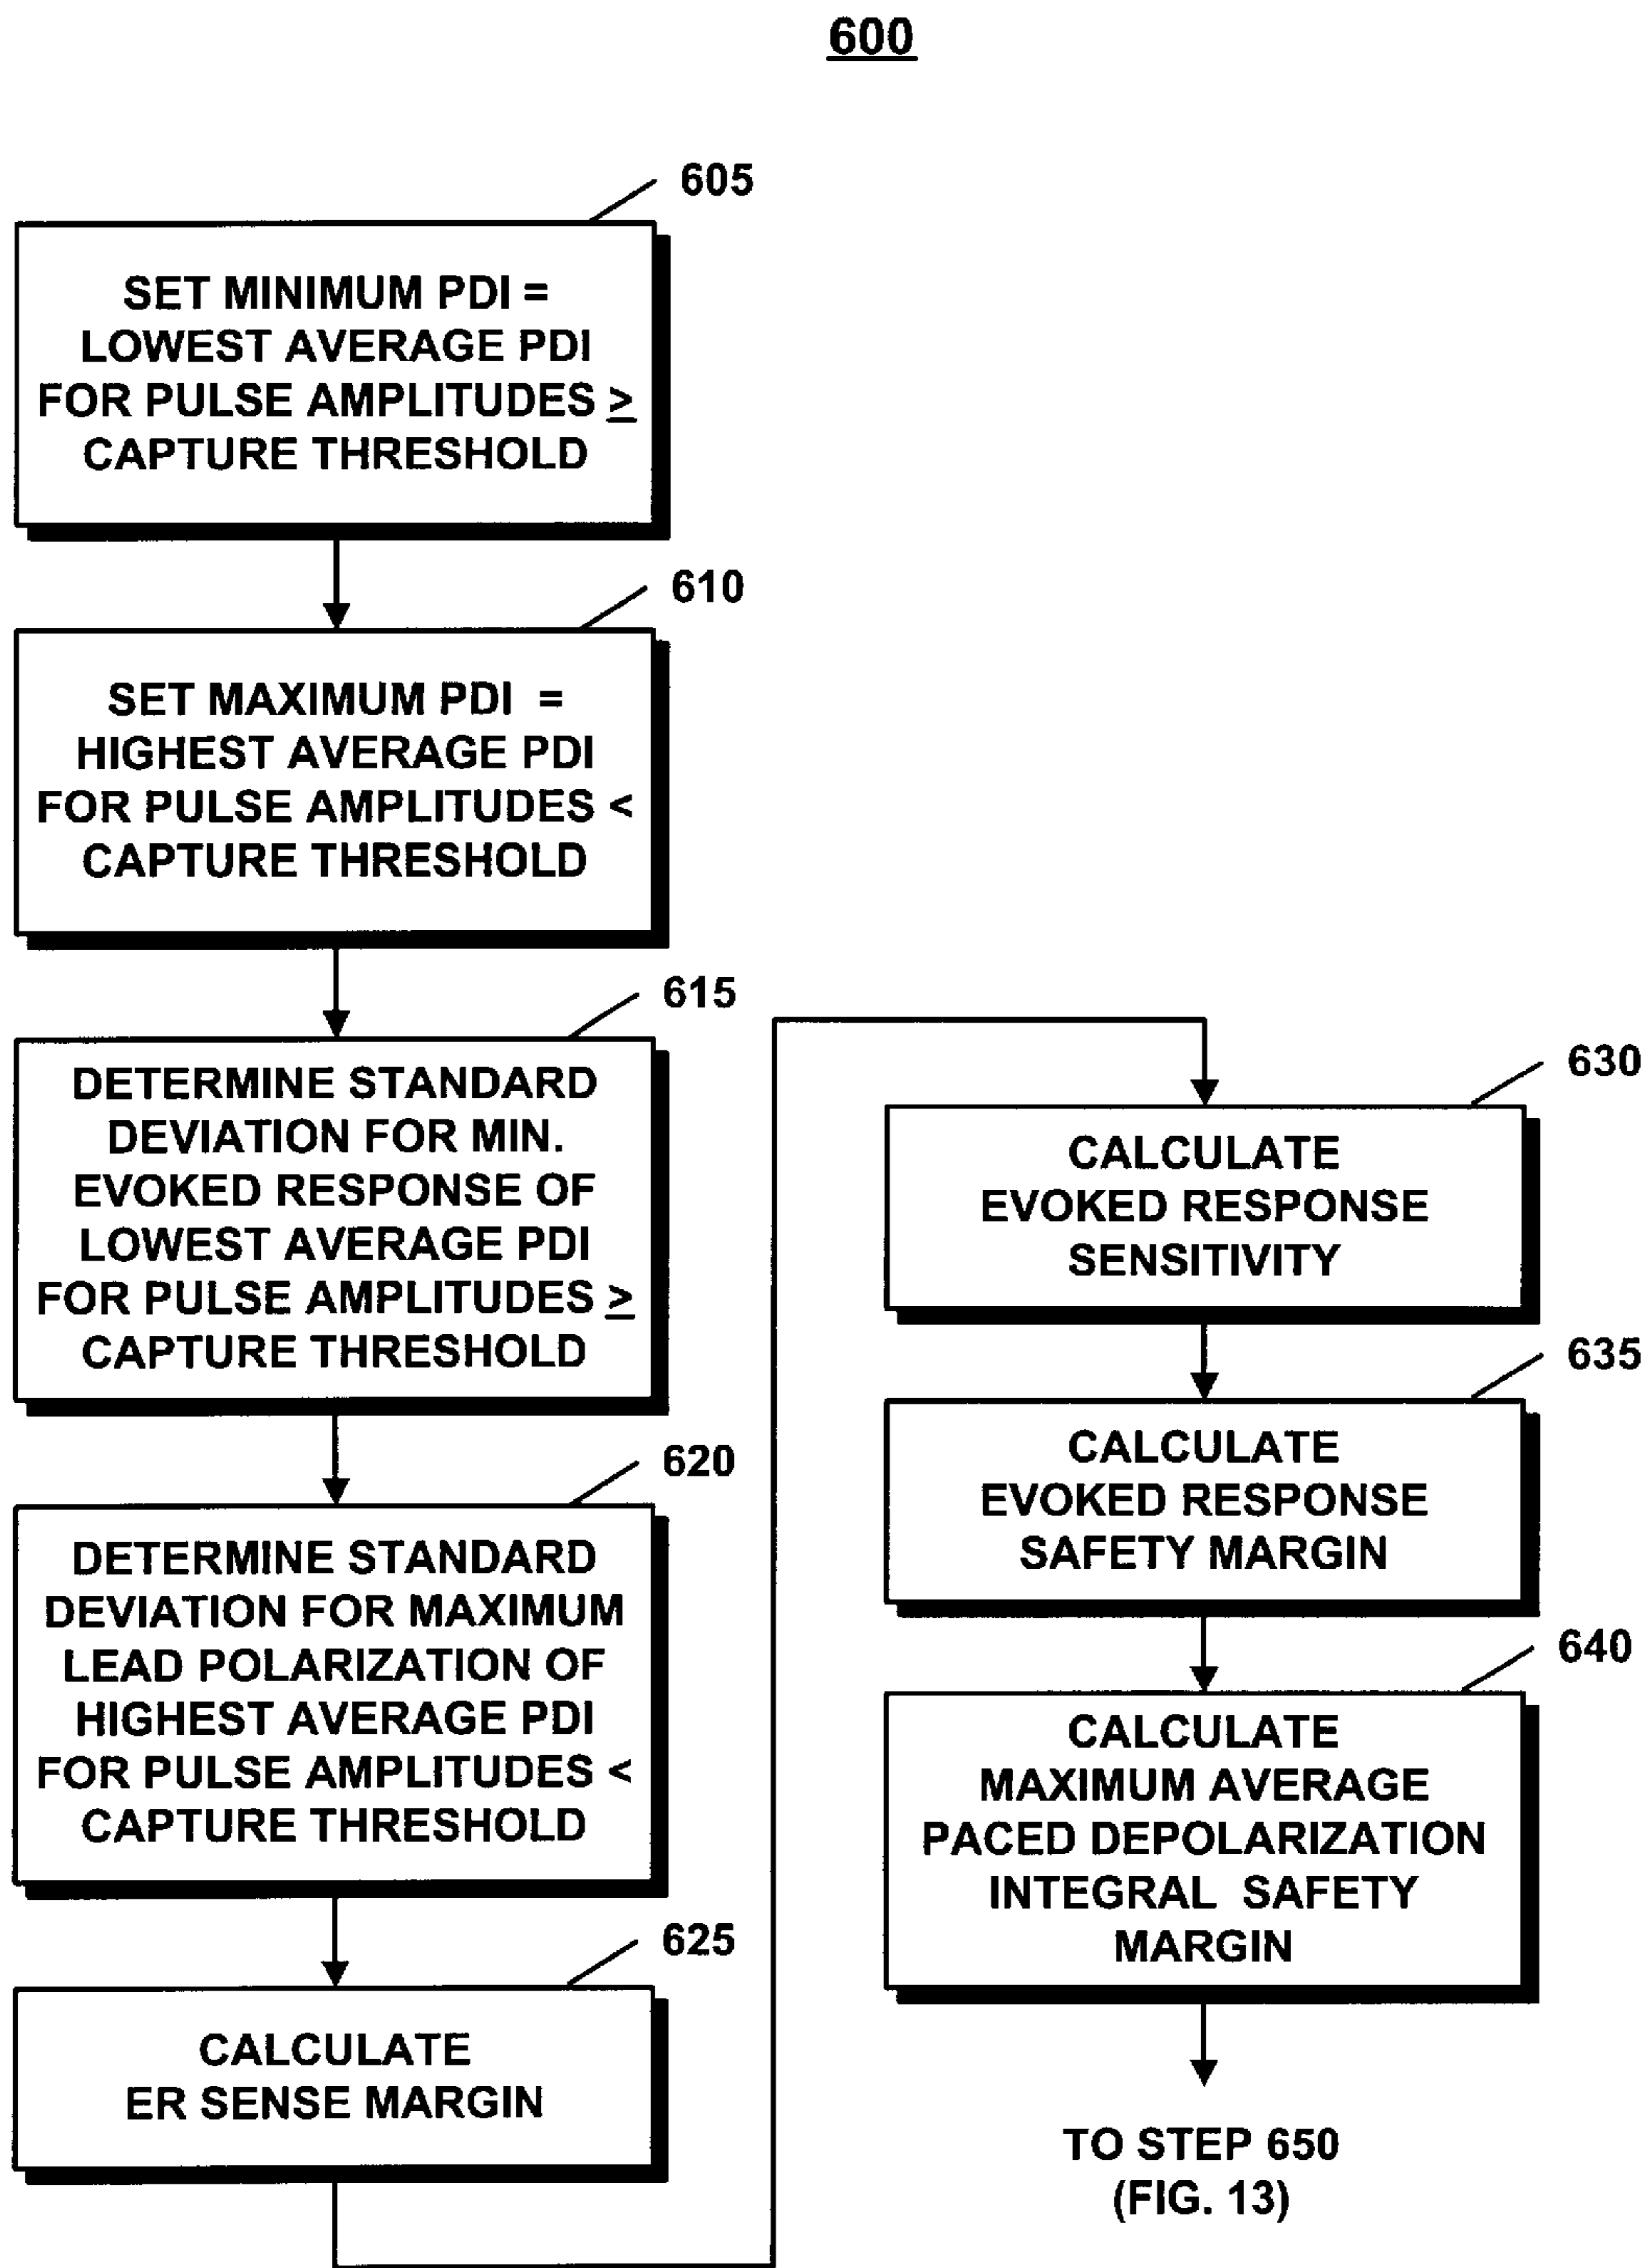 600
605
SET MINIMUM PDI =
LOWEST AVERAGE PDI
FOR PULSE AMPLITUDES ≥
CAPTURE THRESHOLD
610
SET MAXIMUM PDI =
HIGHEST AVERAGE PDI
FOR PULSE AMPLITUDES <
CAPTURE THRESHOLD
615
DETERMINE STANDARD
DEVIATION FOR MIN.
EVOKED RESPONSE OF
LOWEST AVERAGE PDI
FOR PULSE AMPLITUDES ≥
CAPTURE THRESHOLD
620
DETERMINE STANDARD
DEVIATION FOR MAXIMUM
LEAD POLARIZATION OF
HIGHEST AVERAGE PDI
FOR PULSE AMPLITUDES <
CAPTURE THRESHOLD
625
CALCULATE
ER SENSE MARGIN
630
CALCULATE
EVOKED RESPONSE
SENSITIVITY
635
CALCULATE
EVOKED RESPONSE
SAFETY MARGIN
640
CALCULATE
MAXIMUM AVERAGE
PACED DEPOLARIZATION
INTEGRAL SAFETY
MARGIN
TO STEP 650
(FIG. 13)